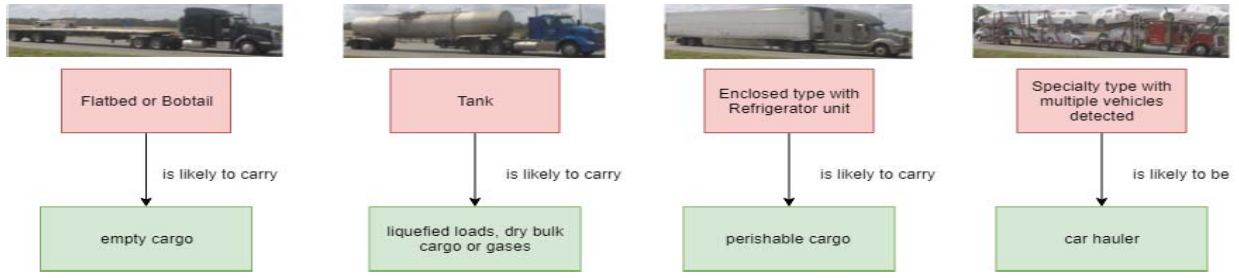 Flatbed or Bobtail
Tank
Enclosed type with
Refrigerator unit
Specialty type with
multiple vehicles
detected
is likely to carry
is likely to carry
is likely to carry
is likely to be
empty cargo
liquefied loads, dry bulk
cargo or gases
perishable cargo
car hauler